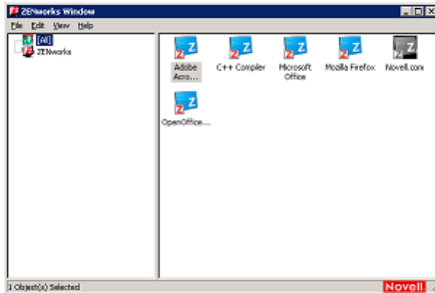 ZENworks Window
File Edit View Help
[All]
ZENworks
Adobe Acro...
C++ Compiler
Microsoft Office
Mozilla Firefox
Novell.com
OpenOffice....
1 Object(s) Selected
Novell